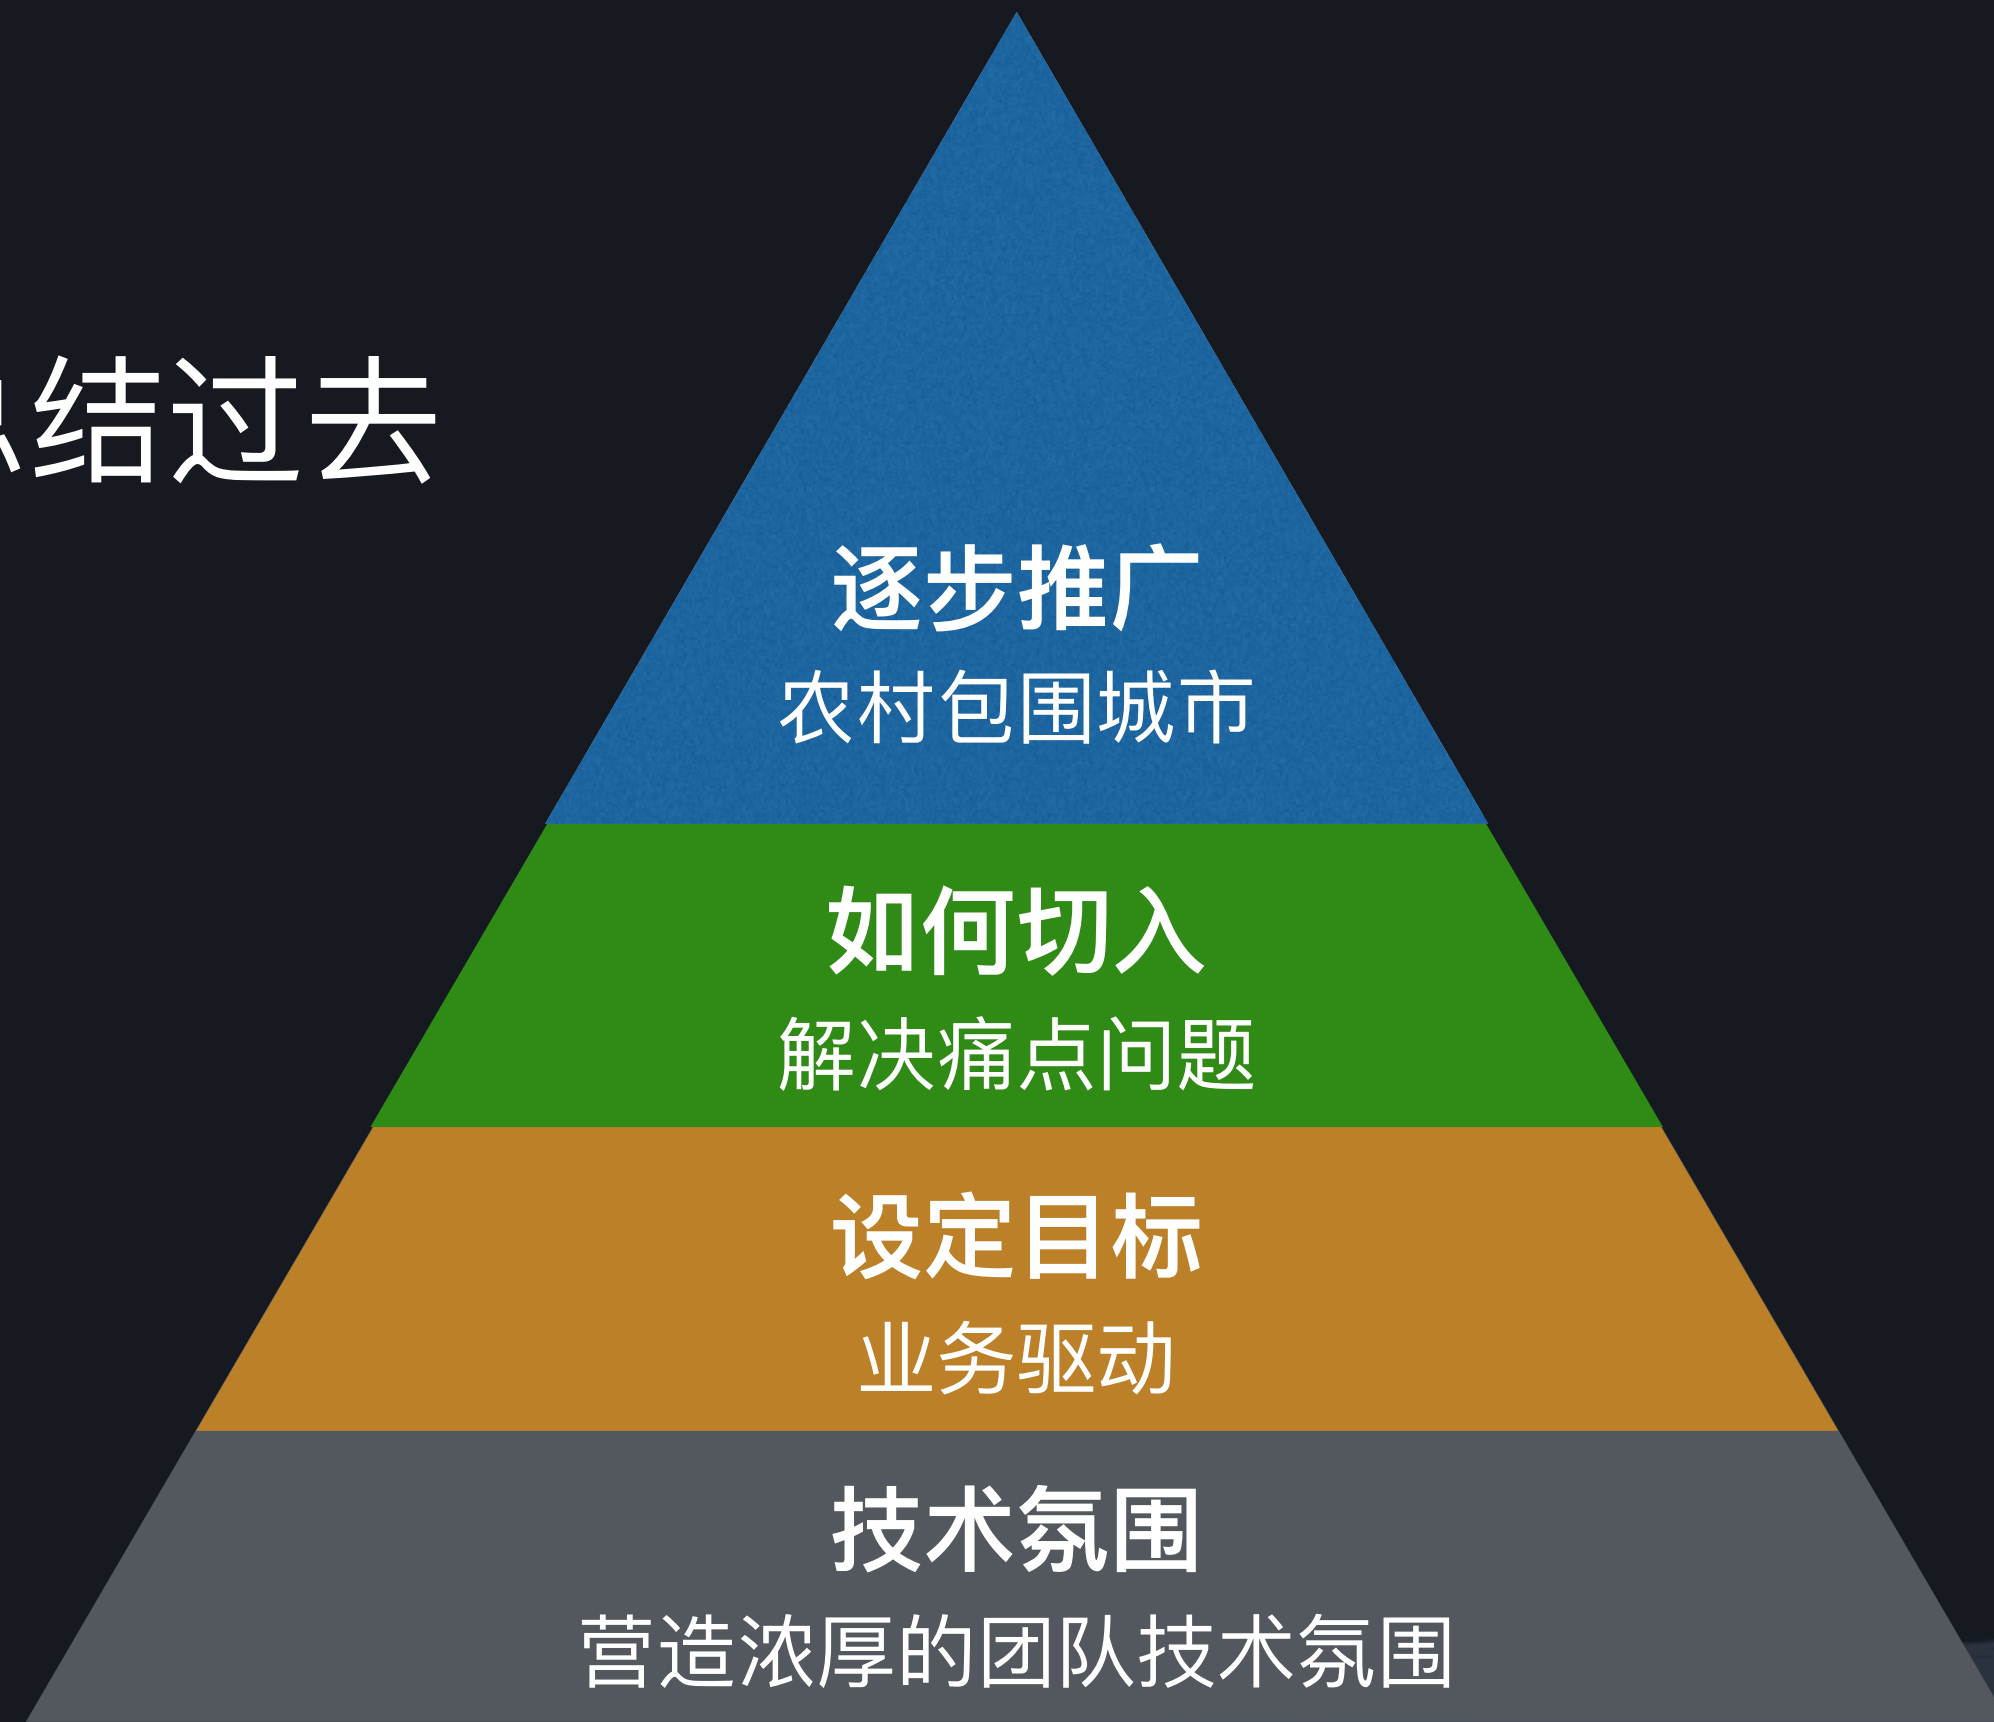 结过去
逐步推广
农村包围城市
如何切入
解决痛点问题
设定目标
业务驱动
技术氛围
营造浓厚的团队技术氛围